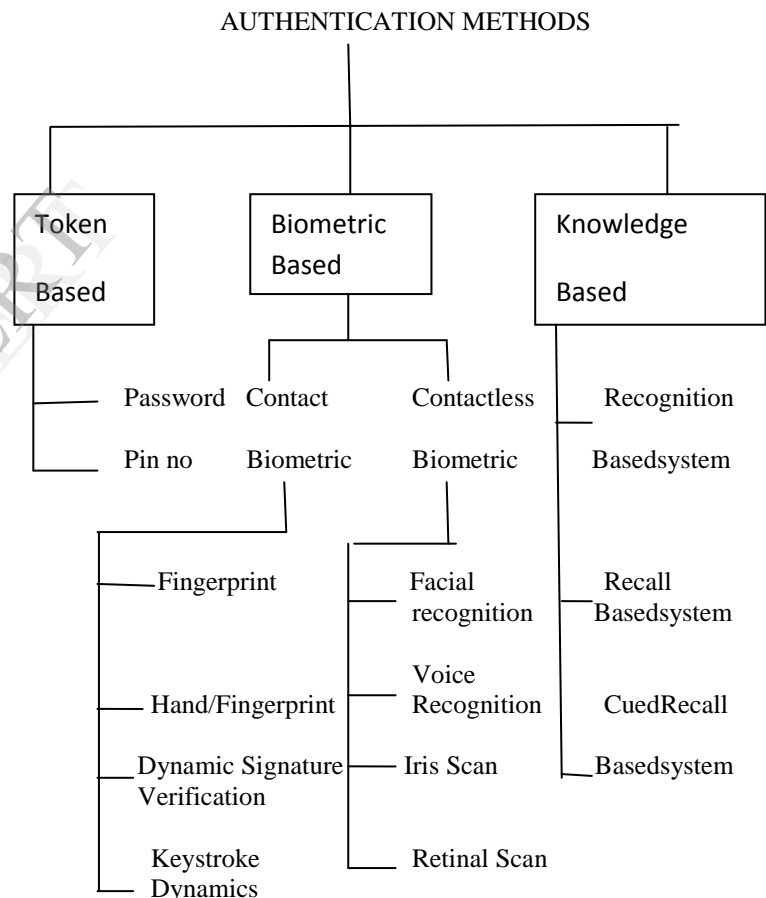 AUTHENTICATION METHODS
Token
Based
Biometric
Based
Knowledge
Based
Password
Pin no
Contact
Biometric
Contactless
Biometric
Recognition
Basedsystem
Fingerprint
Hand/Fingerprint
Dynamic Signature
Verification
Keystroke
Dynamics
Facial
recognition
Voice
Recognition
Iris Scan
Retinal Scan
Recall
Basedsystem
CuedRecall
Basedsystem